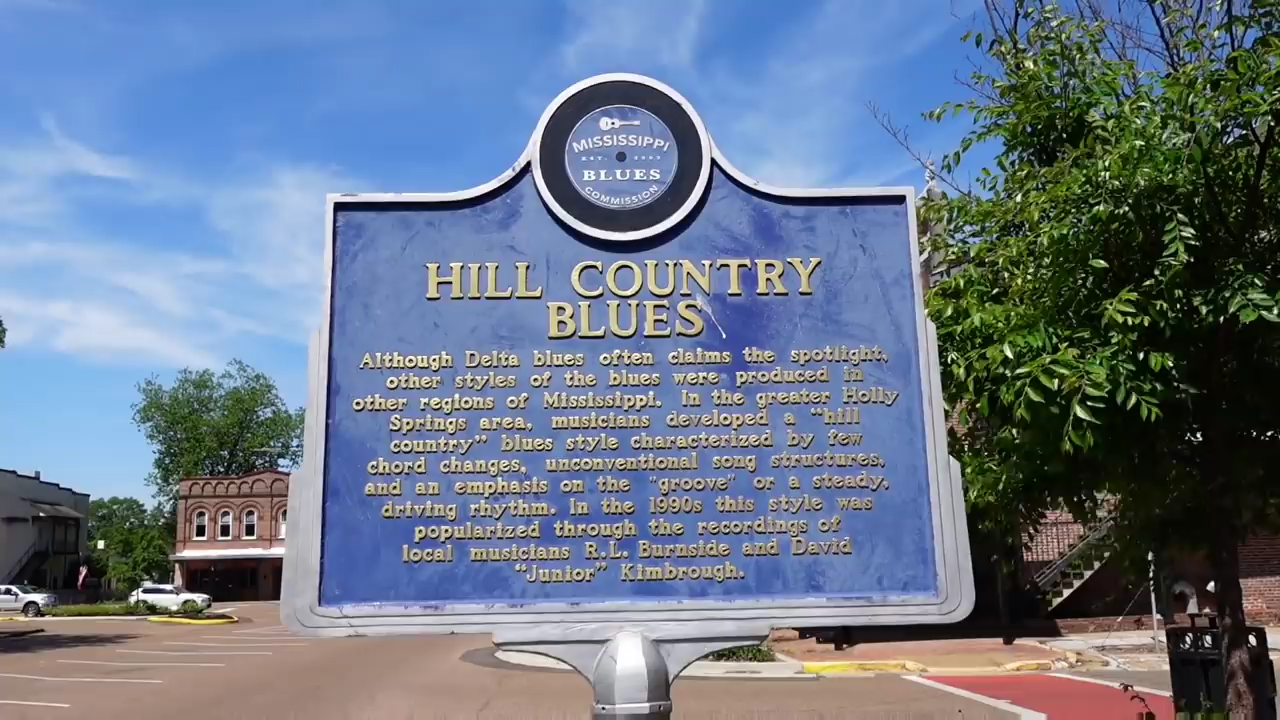 MISSISSIPPI
EST. 2003
BLUES
COMMISSION
HILL COUNTRY
BLUES
Although Delta blues often claims the spotlight,
other styles of the blues were produced in
other regions of Mississippi. In the greater Holly
Springs area, musicians developed a "hill
country" blues style characterized by few
chord changes, unconventional song structures,
and an emphasis on the "groove" or a steady,
driving rhythm. In the 1990s this style was
popularized through the recordings of
local musicians R.L. Burnside and David
"Junior" Kimbrough.